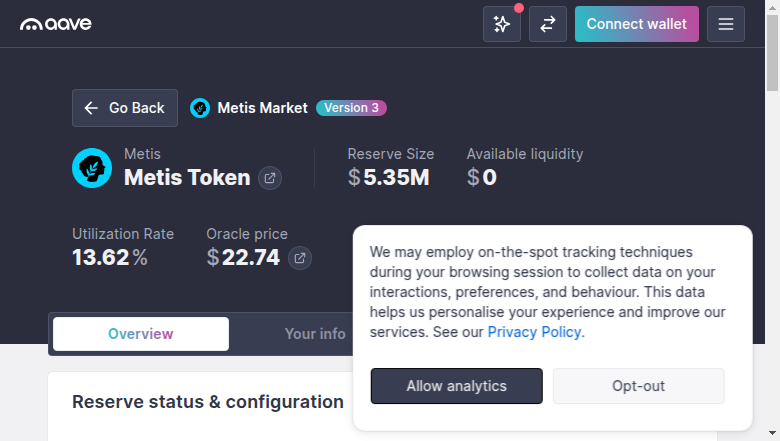 aave
Connect wallet
Go Back
Metis Market
Version 3
Metis
Metis Token
Reserve Size
$5.35M
Available liquidity
$0
Utilization Rate
13.62%
Oracle price
$22.74
We may employ on-the-spot tracking techniques
during your browsing session to collect data on your
interactions, preferences, and behaviour. This data
helps us personalise your experience and improve our
services. See our Privacy Policy.
Allow analytics
Opt-out
Overview
Your info
Reserve status & configuration